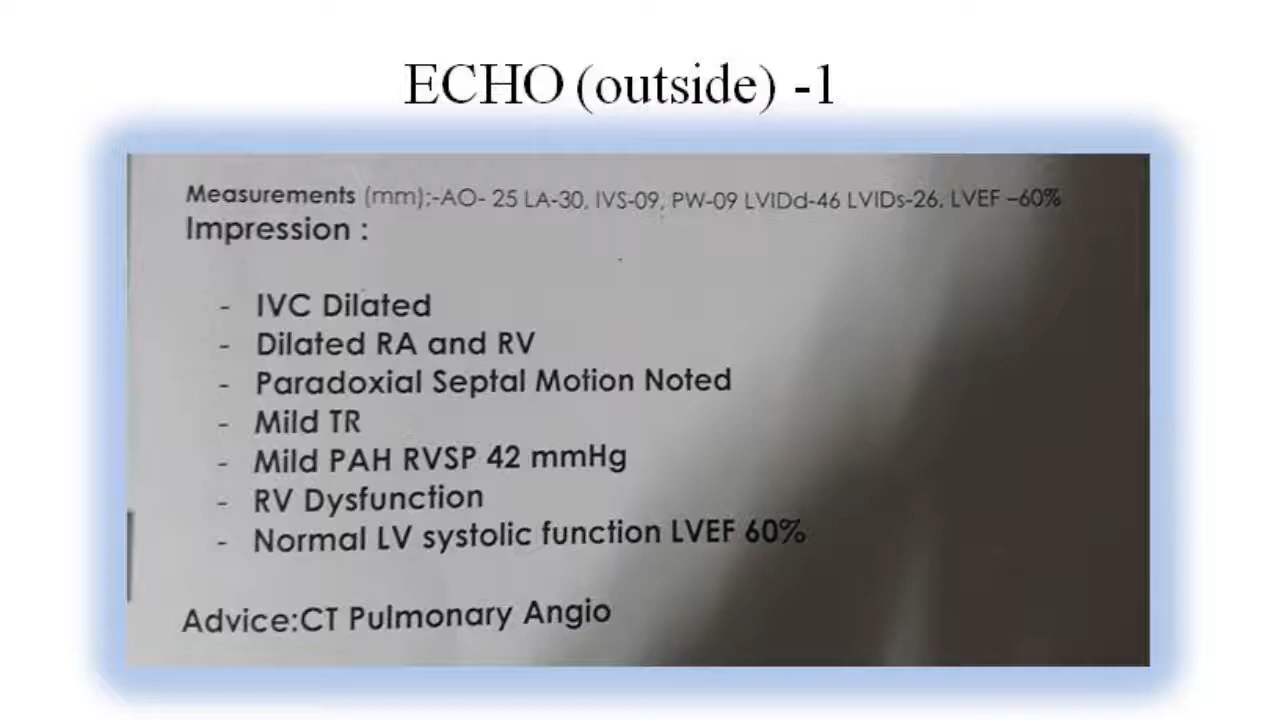 ECHO (outside) -1
Measurements (mm):-AO- 25 LA-30, IVS-09, PW-09 LVIDd-46 LVIDs-26, LVEF –60%
Impression :
- IVC Dilated
- Dilated RA and RV
- Paradoxial Septal Motion Noted
- Mild TR
- Mild PAH RVSP 42 mmHg
- RV Dysfunction
- Normal LV systolic function LVEF 60%
Advice:CT Pulmonary Angio